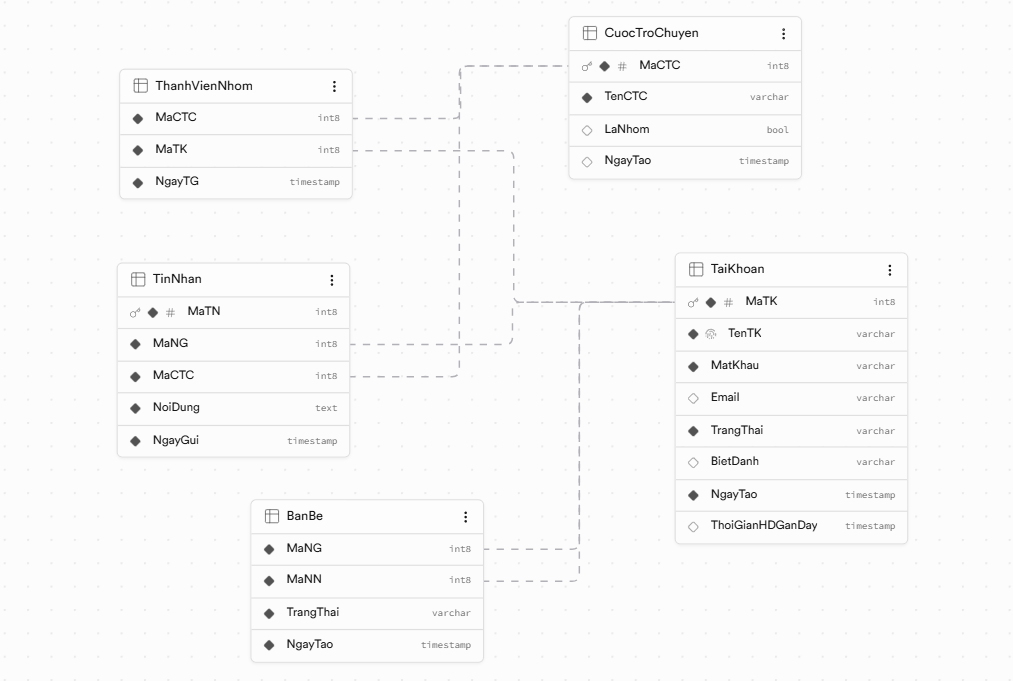 CuocTroChuyen
MaCTC int8
TenCTC varchar
LaNhom bool
NgayTao timestamp
ThanhVienNhom
MaCTC int8
MaTK int8
NgayTG timestamp
TinNhan
MaTN int8
MaNG int8
MaCTC int8
NoiDung text
NgayGui timestamp
TaiKhoan
MaTK int8
TenTK varchar
MatKhau varchar
Email varchar
TrangThai varchar
BietDanh varchar
NgayTao timestamp
ThoiGianHDGanDay timestamp
BanBe
MaNG int8
MaNN int8
TrangThai varchar
NgayTao timestamp